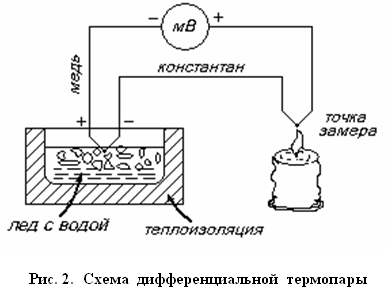 − мВ +
медь
константан
+ −
точка
замера
лед с водой
теплоизоляция
Рис. 2. Схема дифференциальной термопары